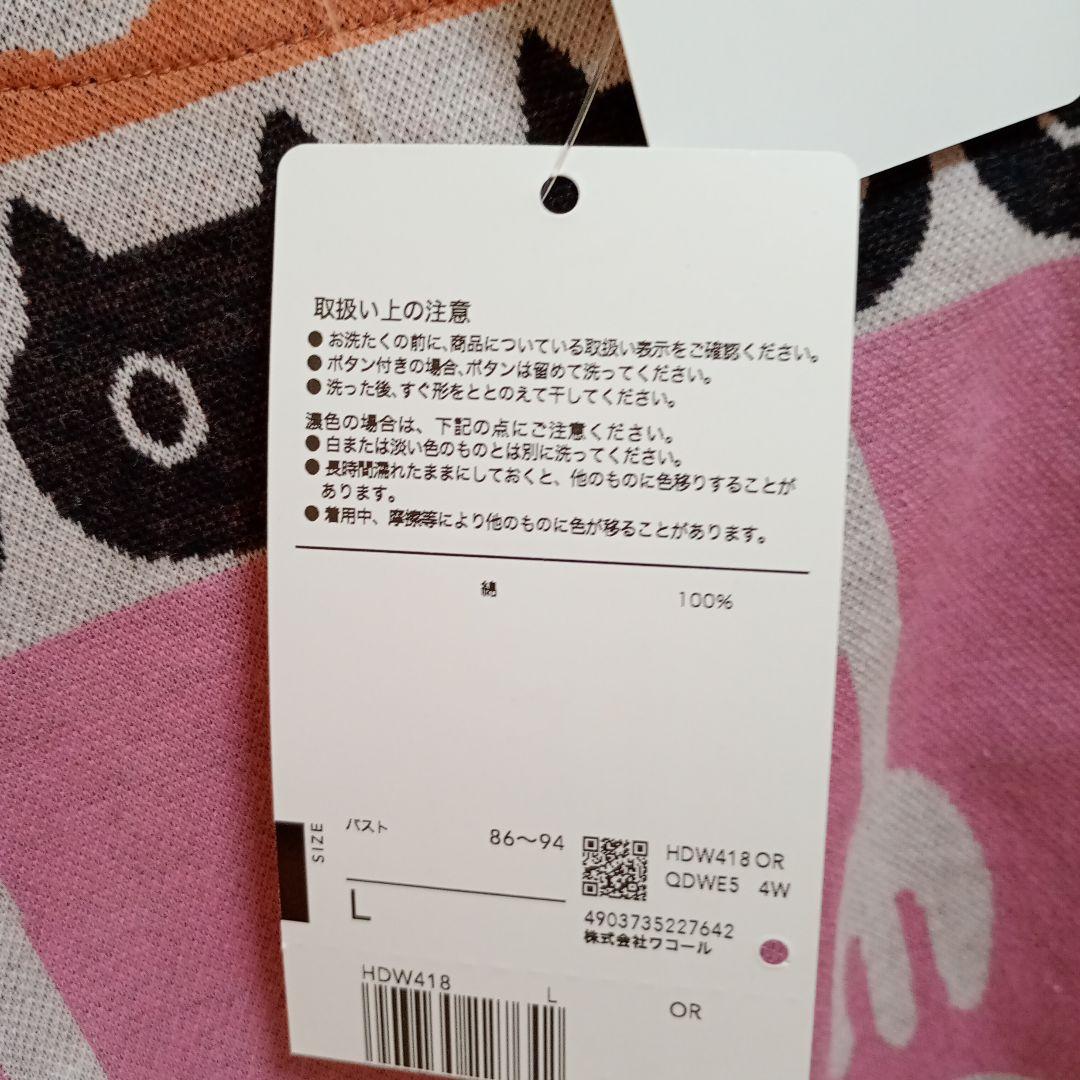 取扱い上の注意
● お洗たくの前に、商品についている取扱い表示をご確認ください。
● ボタン付きの場合、ボタンは留めて洗ってください。
● 洗った後、すぐ形をととのえて干してください。
濃色の場合は、下記の点にご注意ください。
● 白または淡い色のものとは別に洗ってください。
● 長時間濡れたままにしておくと、他のものに色移りすることが
あります。
● 着用中、摩擦等により他のものに色が移ることがあります。
綿 100%
SIZE
バスト 86〜94
L
HDW418 OR
QDWE5 4W
4903735227642
株式会社ワコール
HDW418 L
OR